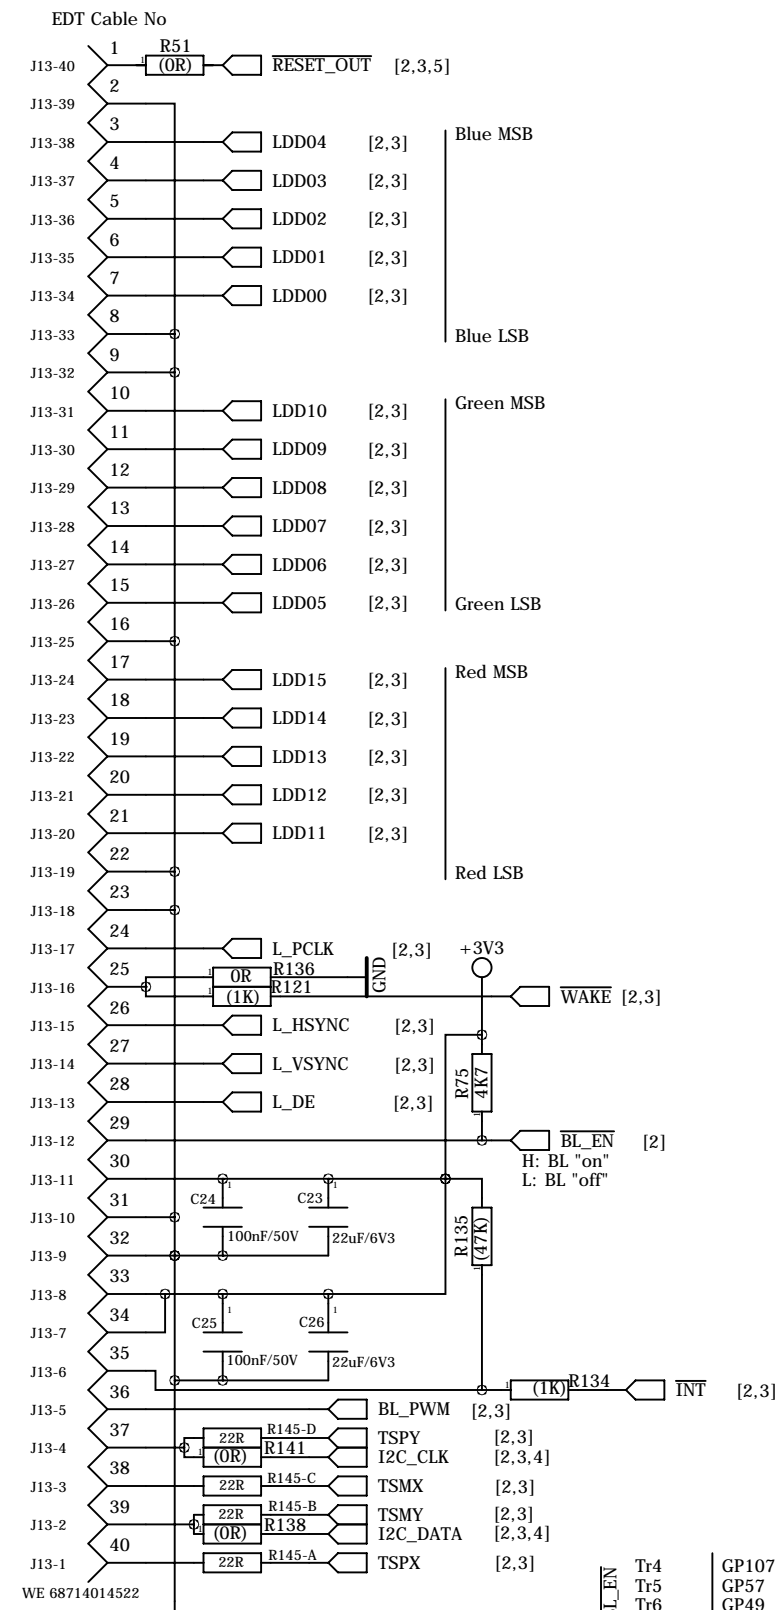 EDT Cable No
J13-40 1 R51 (0R) RESET_OUT [2,3,5]
J13-39 2
J13-38 3 LDD04 [2,3] Blue MSB
J13-37 4 LDD03 [2,3]
J13-36 5 LDD02 [2,3]
J13-35 6 LDD01 [2,3]
J13-34 7 LDD00 [2,3]
J13-33 8 Blue LSB
J13-32 9
J13-31 10 LDD10 [2,3] Green MSB
J13-30 11 LDD09 [2,3]
J13-29 12 LDD08 [2,3]
J13-28 13 LDD07 [2,3]
J13-27 14 LDD06 [2,3]
J13-26 15 LDD05 [2,3] Green LSB
J13-25 16
J13-24 17 LDD15 [2,3] Red MSB
J13-23 18 LDD14 [2,3]
J13-22 19 LDD13 [2,3]
J13-21 20 LDD12 [2,3]
J13-20 21 LDD11 [2,3]
J13-19 22 Red LSB
J13-18 23
J13-17 24 L_PCLK [2,3] +3V3
J13-16 25 1 0R R136 GND
1 (1K) R121 WAKE [2,3]
J13-15 26 L_HSYNC [2,3]
J13-14 27 L_VSYNC [2,3]
R75 4K7 1
J13-13 28 L_DE [2,3]
J13-12 29 BL_EN [2]
H: BL "on"
L: BL "off"
J13-11 30
C24 1 100nF/50V
C23 1 22uF/6V3
R135 (47K) 1
J13-10 31
J13-9 32
J13-8 33
J13-7 34
C25 1 100nF/50V
C26 1 22uF/6V3
J13-6 35
1 (1K) R134 INT [2,3]
J13-5 36 BL_PWM [2,3]
J13-4 37 22R R145-D TSPY [2,3]
1 (0R) R141 I2C_CLK [2,3,4]
J13-3 38 22R R145-C TSMX [2,3]
J13-2 39 22R R145-B TSMY [2,3]
1 (0R) R138 I2C_DATA [2,3,4]
J13-1 40 22R R145-A TSPX [2,3]
WE 68714014522
Tr4 GP107
Tr5 GP57
Tr6 GP49